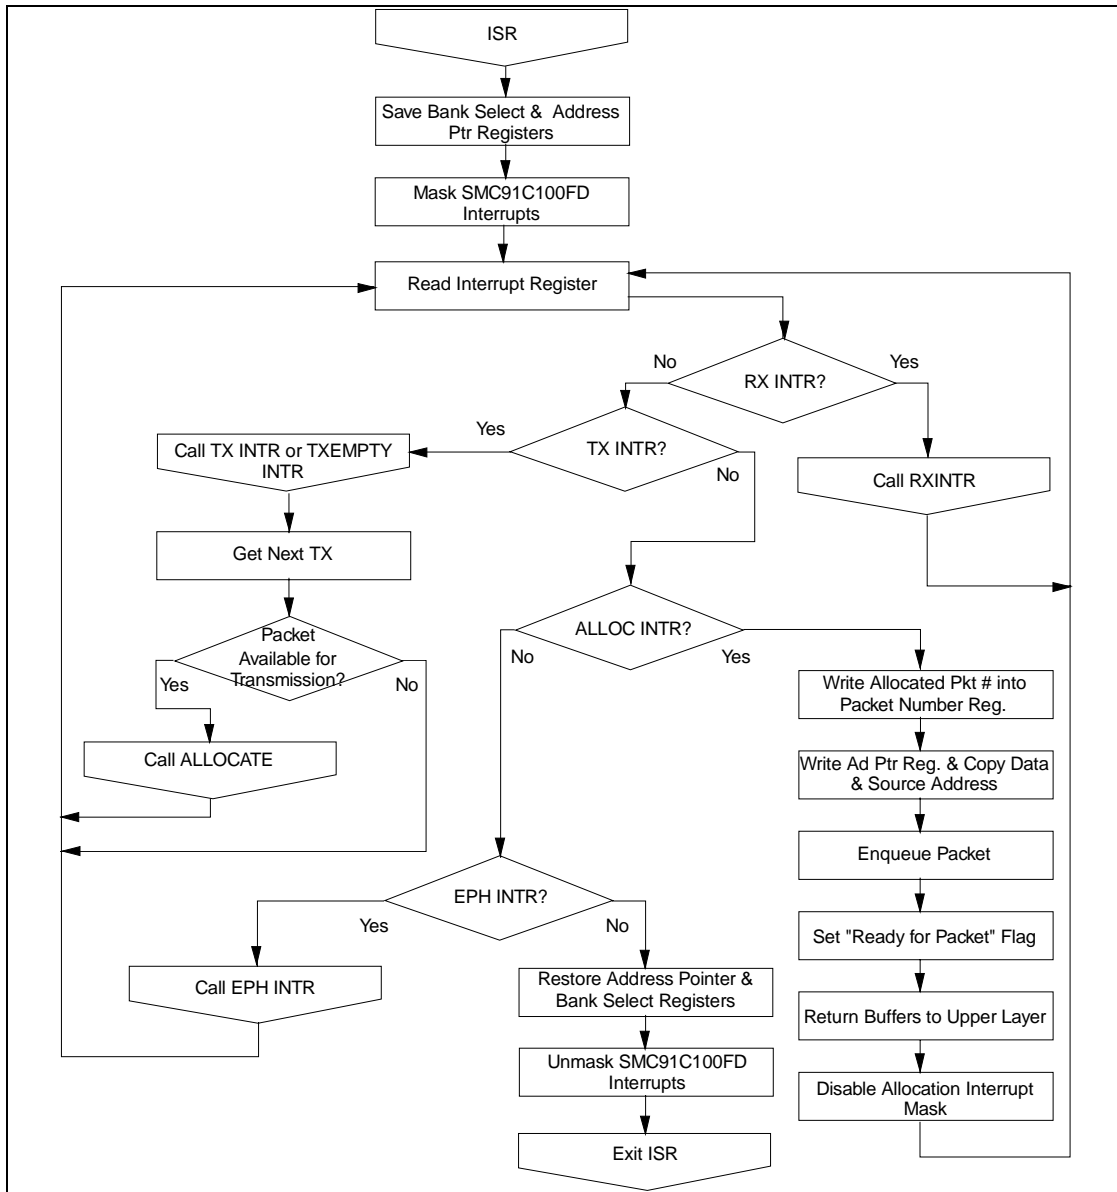 ISR
Save Bank Select & Address
Ptr Registers
Mask SMC91C100FD
Interrupts
Read Interrupt Register
No
Yes
RX INTR?
Yes
TX INTR?
No
Call TX INTR or TXEMPTY
INTR
Call RXINTR
Get Next TX
ALLOC INTR?
No
Yes
Packet
Available for
Transmission?
Yes
No
Write Allocated Pkt # into
Packet Number Reg.
Call ALLOCATE
Write Ad Ptr Reg. & Copy Data
& Source Address
Enqueue Packet
EPH INTR?
Yes
No
Set "Ready for Packet" Flag
Call EPH INTR
Restore Address Pointer &
Bank Select Registers
Return Buffers to Upper Layer
Unmask SMC91C100FD
Interrupts
Disable Allocation Interrupt
Mask
Exit ISR